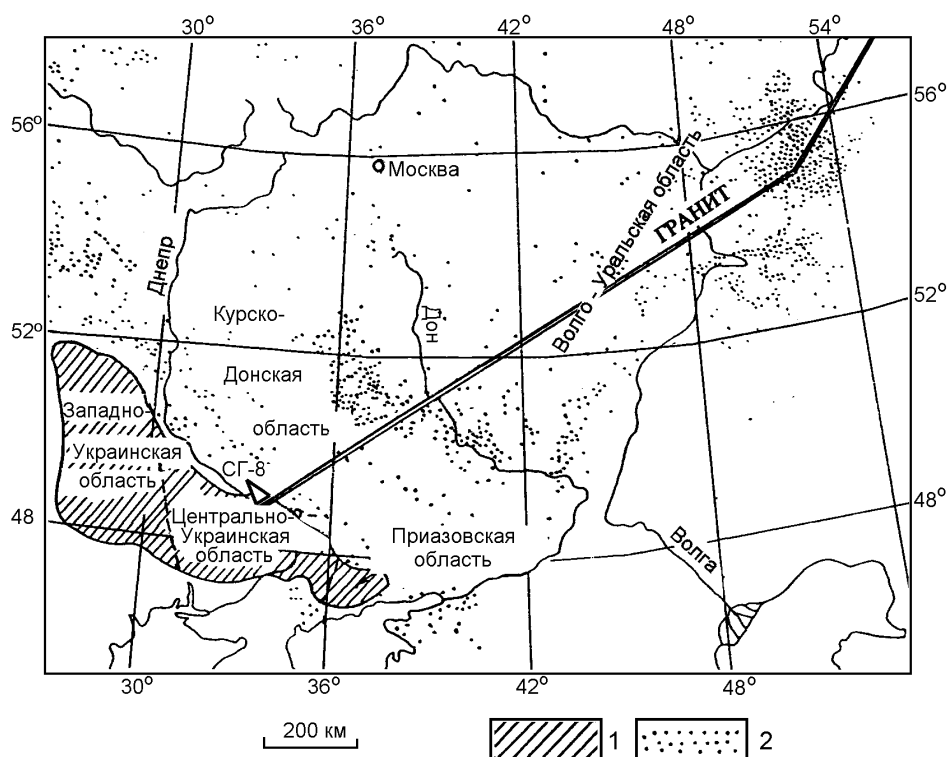 30° 36° 42° 48° 54°
56°
56°
Москва
Волго - Уральская область
ГРАНИТ
Днепр
Дон
Курско-
52°
52°
Донская
область
Западно-
Украинская
область
СГ-8
48°
48
Центрально-
Украинская
область
Приазовская
область
Волга
30° 36° 42° 48°
200 км
1
2